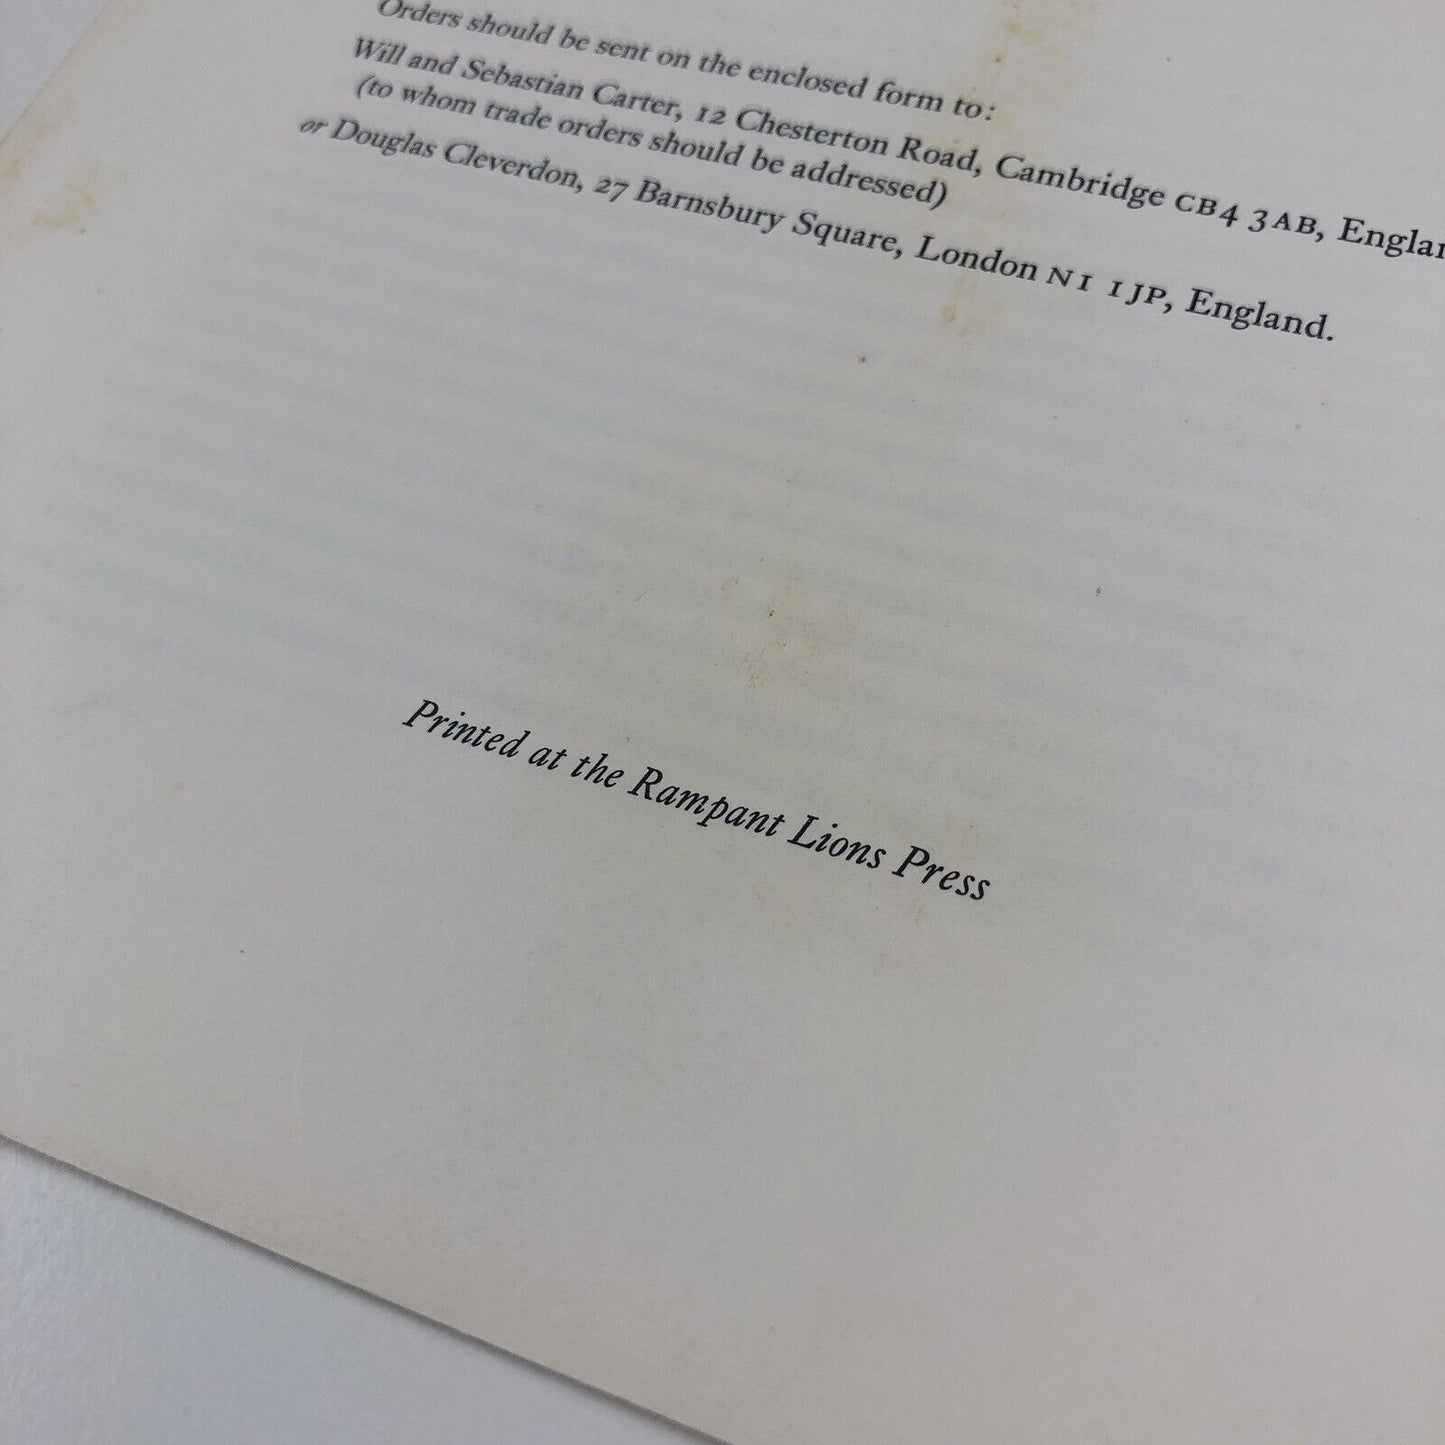 Orders should be sent on the enclosed form to:
Will and Sebastian Carter, 12 Chesterton Road, Cambridge CB4 3AB, Englan
(to whom trade orders should be addressed)
or Douglas Cleverdon, 27 Barnsbury Square, London N1 1JP, England.
Printed at the Rampant Lions Press